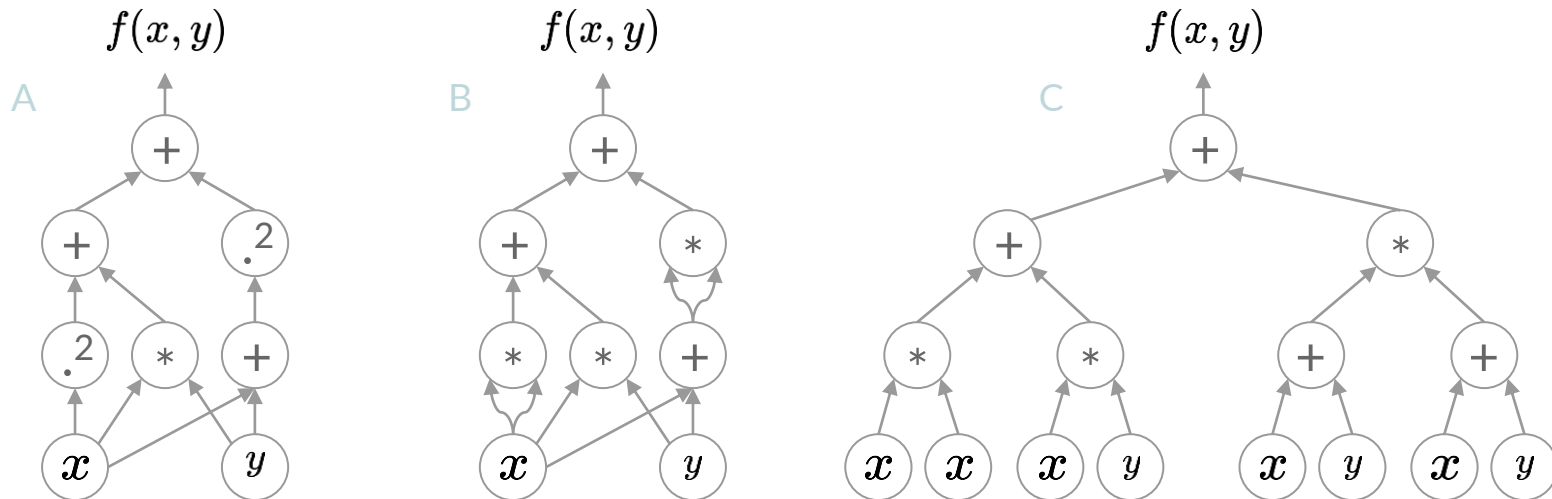 f(x, y) f(x, y) f(x, y)
A B C
+ + +
+ .² + * + *
.² * + * * + * * + +
x y x y x x x y x y x y